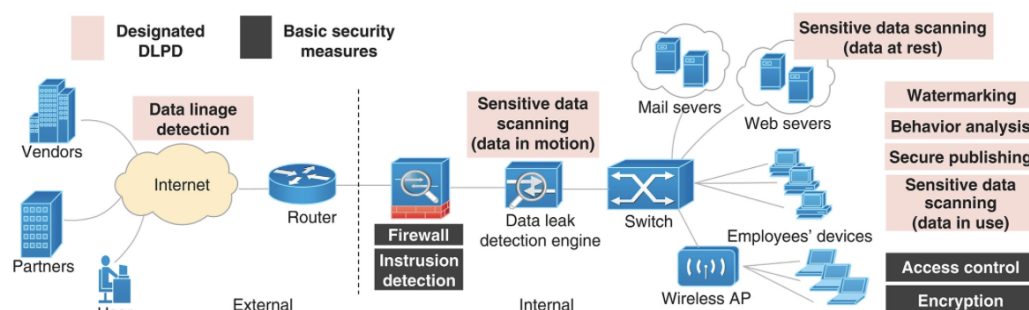 Designated
DLPD
Basic security
measures
Sensitive data scanning
(data at rest)
Vendors
Data linage
detection
Internet
Partners
Router
External
Sensitive data
scanning
(data in motion)
Firewall
Instrusion
detection
Data leak
detection engine
Internal
Mail severs
Web severs
Switch
Employees' devices
Wireless AP
Watermarking
Behavior analysis
Secure publishing
Sensitive data
scanning
(data in use)
Access control
Encryption